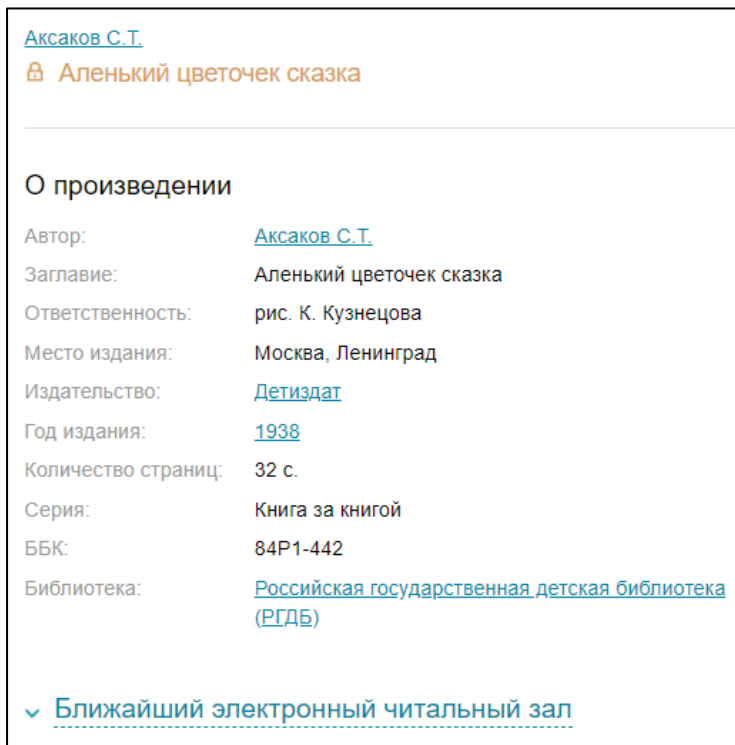 Аксаков С.Т.
Аленький цветочек сказка
О произведении
Автор: Аксаков С.Т.
Заглавие: Аленький цветочек сказка
Ответственность: рис. К. Кузнецова
Место издания: Москва, Ленинград
Издательство: Детиздат
Год издания: 1938
Количество страниц: 32 с.
Серия: Книга за книгой
ББК: 84Р1-442
Библиотека: Российская государственная детская библиотека
(РГДБ)
Ближайший электронный читальный зал